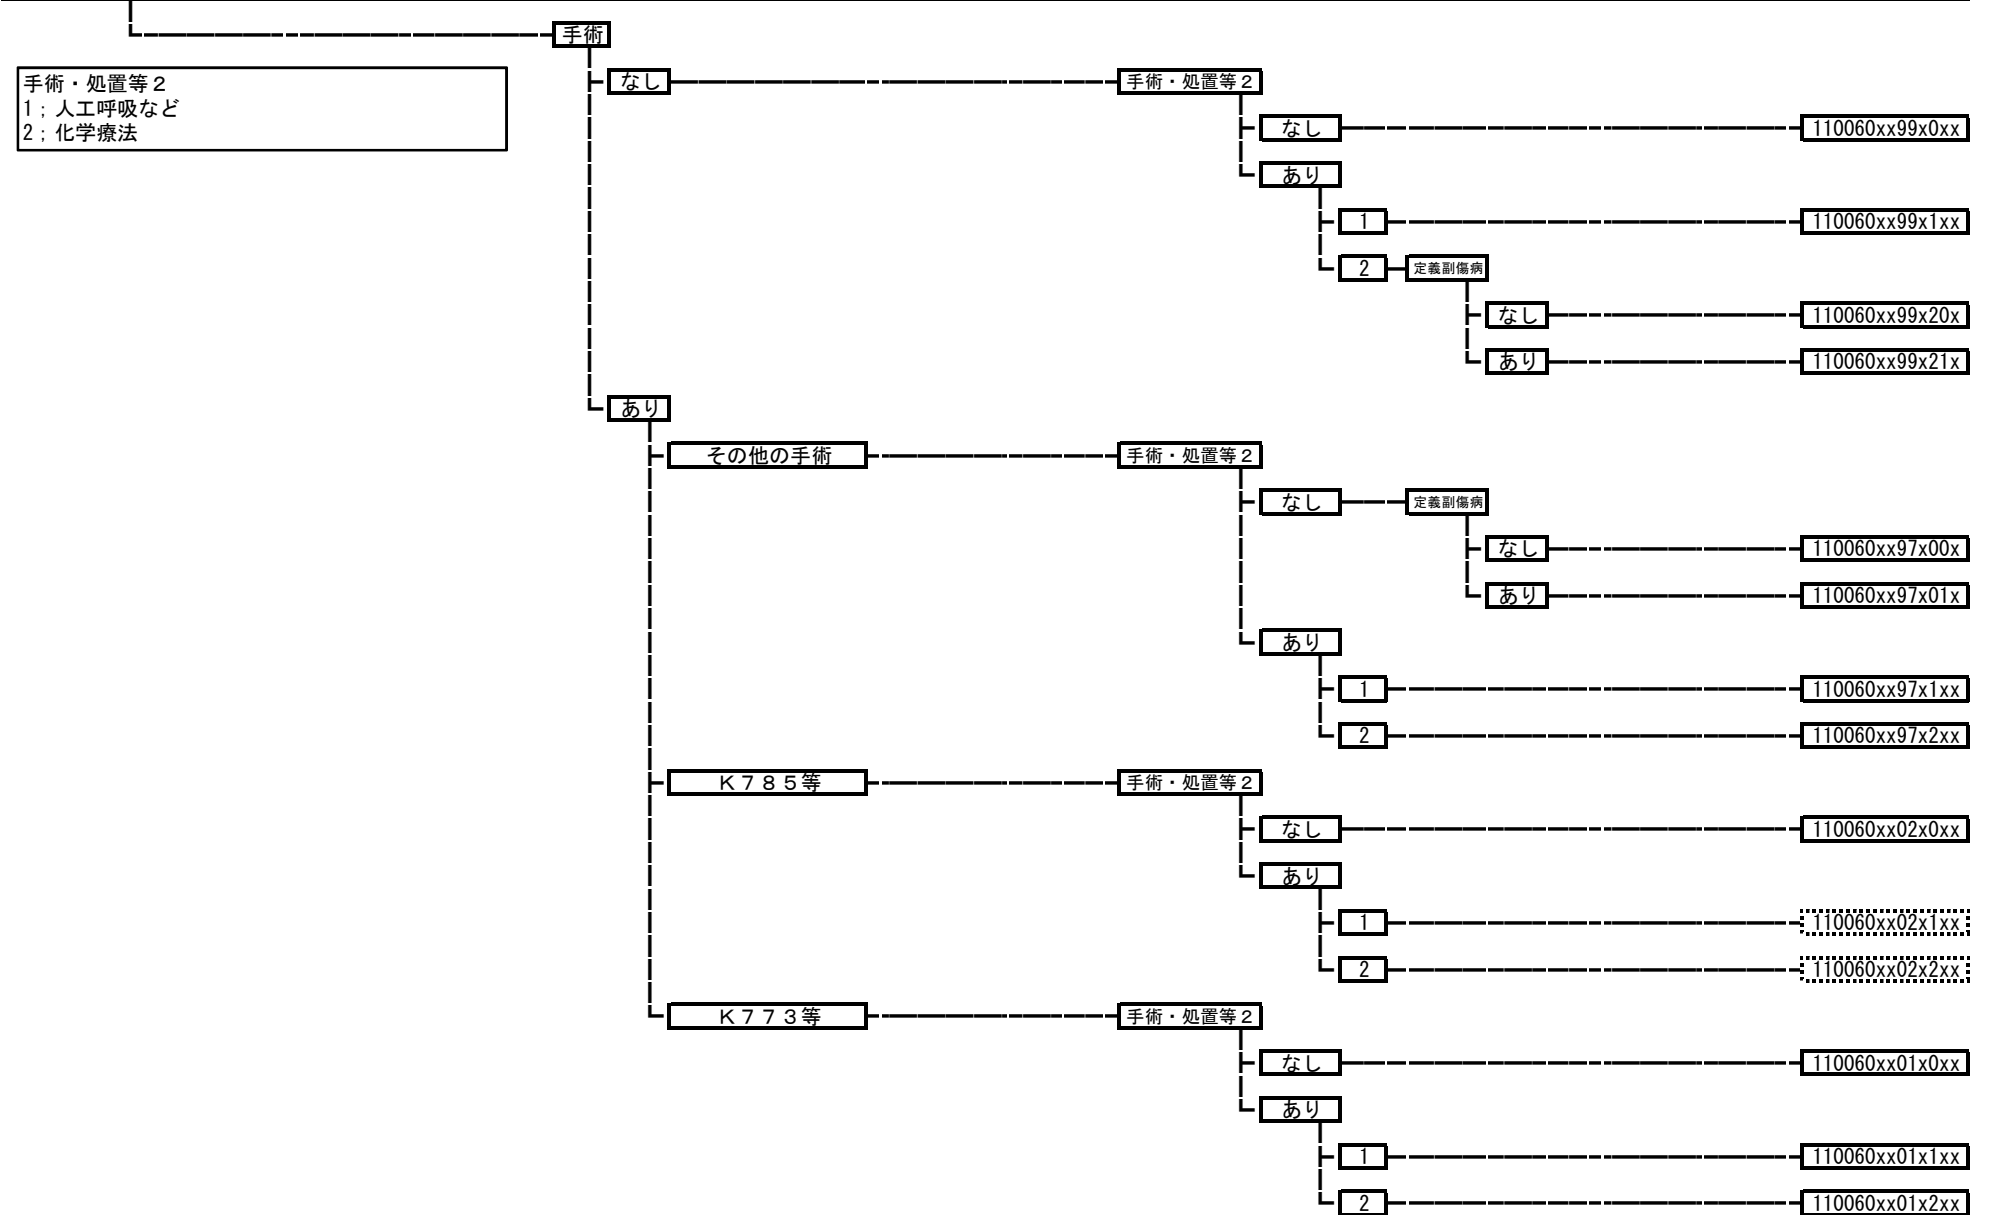 手術
手術・処置等２
1；人工呼吸など
2；化学療法
なし 手術・処置等２
なし 110060xx99x0xx
あり
1 110060xx99x1xx
2 定義副傷病
なし 110060xx99x20x
あり 110060xx99x21x
あり
その他の手術 手術・処置等２
なし 定義副傷病
なし 110060xx97x00x
あり 110060xx97x01x
あり
1 110060xx97x1xx
2 110060xx97x2xx
Ｋ７８５等 手術・処置等２
なし 110060xx02x0xx
あり
1 110060xx02x1xx
2 110060xx02x2xx
Ｋ７７３等 手術・処置等２
なし 110060xx01x0xx
あり
1 110060xx01x1xx
2 110060xx01x2xx